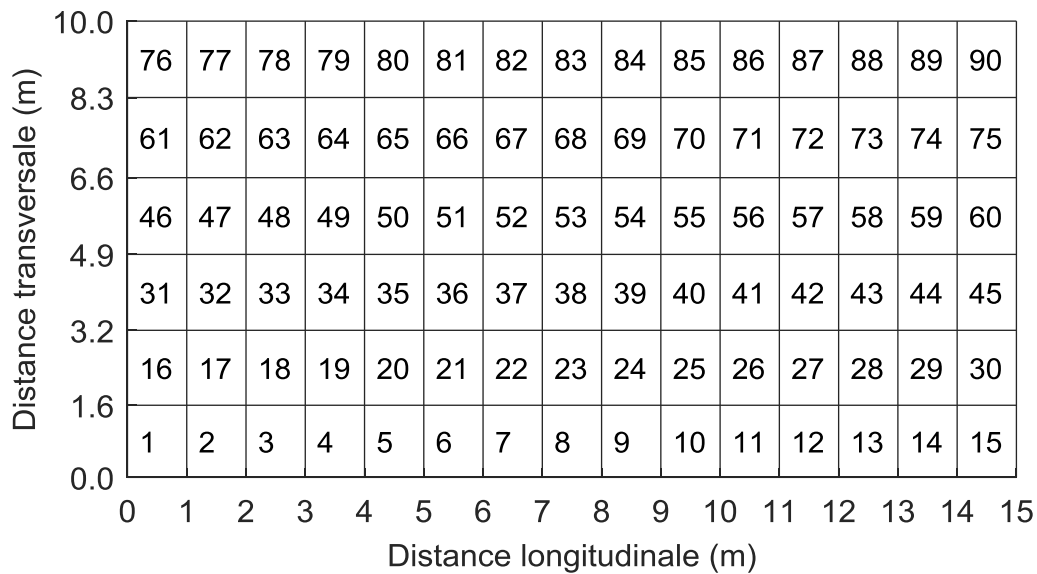 10.0
76 77 78 79 80 81 82 83 84 85 86 87 88 89 90
8.3
61 62 63 64 65 66 67 68 69 70 71 72 73 74 75
6.6
46 47 48 49 50 51 52 53 54 55 56 57 58 59 60
4.9
31 32 33 34 35 36 37 38 39 40 41 42 43 44 45
3.2
16 17 18 19 20 21 22 23 24 25 26 27 28 29 30
1.6
1 2 3 4 5 6 7 8 9 10 11 12 13 14 15
0.0
0 1 2 3 4 5 6 7 8 9 10 11 12 13 14 15
Distance longitudinale (m)
Distance transversale (m)